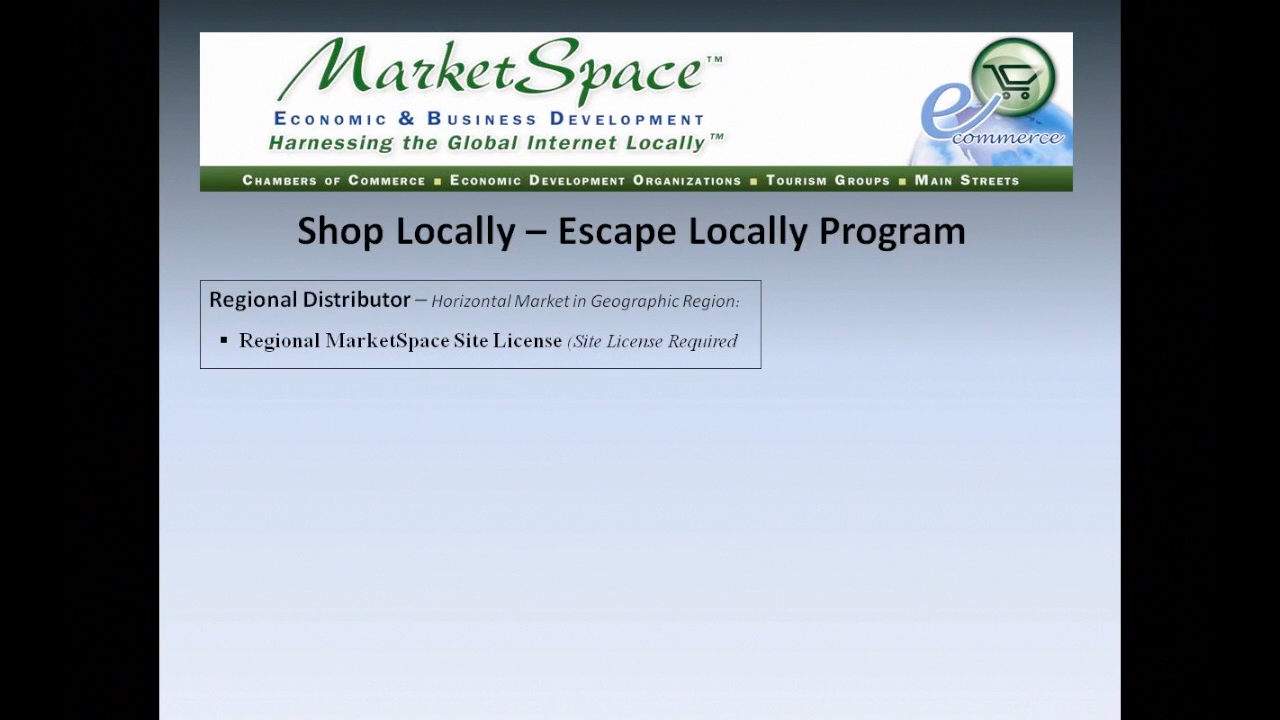 MarketSpace™
Economic & Business Development
Harnessing the Global Internet Locally™
e commerce
Chambers of Commerce ▪ Economic Development Organizations ▪ Tourism Groups ▪ Main Streets
Shop Locally – Escape Locally Program
Regional Distributor – Horizontal Market in Geographic Region:
▪ Regional MarketSpace Site License (Site License Required